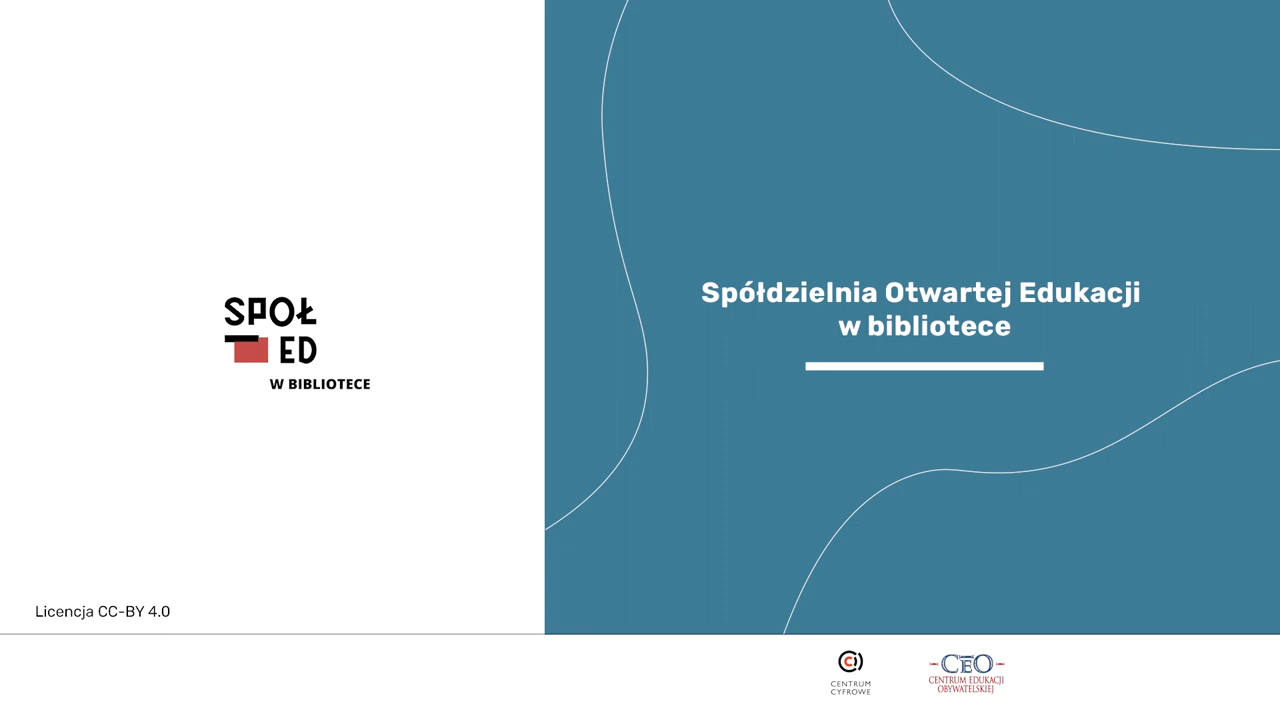 SPOŁ
ED
W BIBLIOTECE
Spółdzielnia Otwartej Edukacji
w bibliotece
Licencja CC-BY 4.0
CENTRUM
CYFROWE
CEO
CENTRUM EDUKACJI
OBYWATELSKIEJ